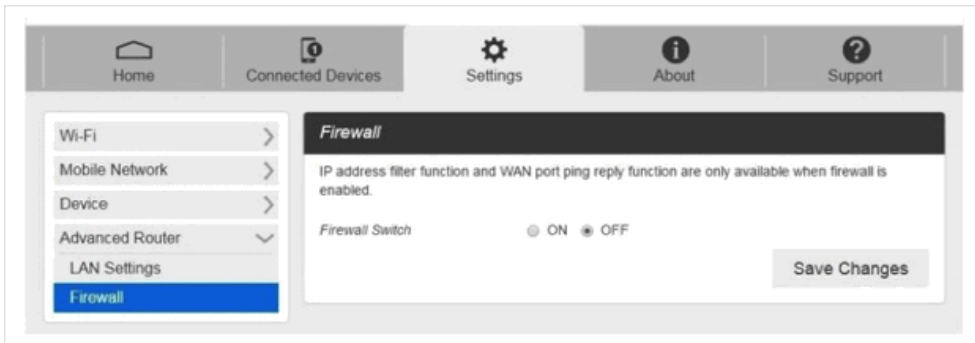 Home
1
Connected Devices
Settings
About
Support
Wi-Fi
Mobile Network
Device
Advanced Router
LAN Settings
Firewall
Firewall
IP address filter function and WAN port ping reply function are only available when firewall is
enabled.
Firewall Switch ON OFF
Save Changes